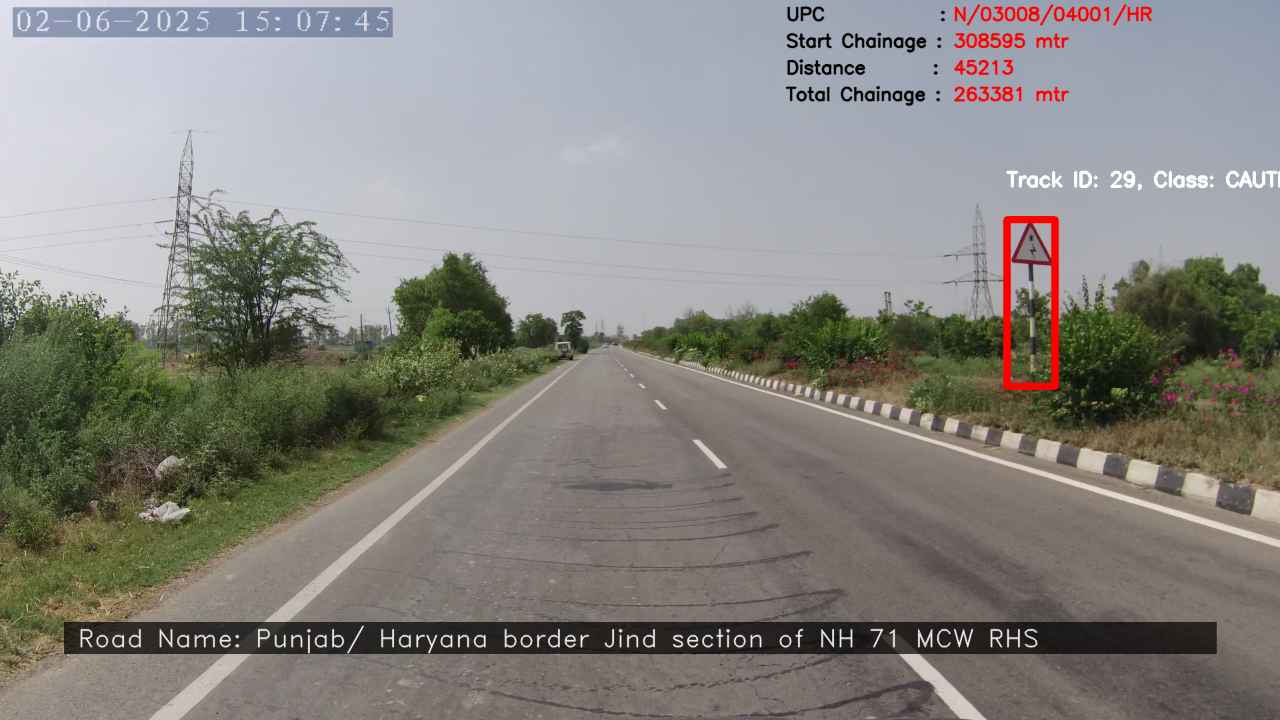 02-06-2025 15:07:45
UPC : N/03008/04001/HR
Start Chainage : 308595 mtr
Distance : 45213
Total Chainage : 263381 mtr
Track ID: 29, Class: CAUTI
Road Name: Punjab/ Haryana border Jind section of NH 71 MCW RHS